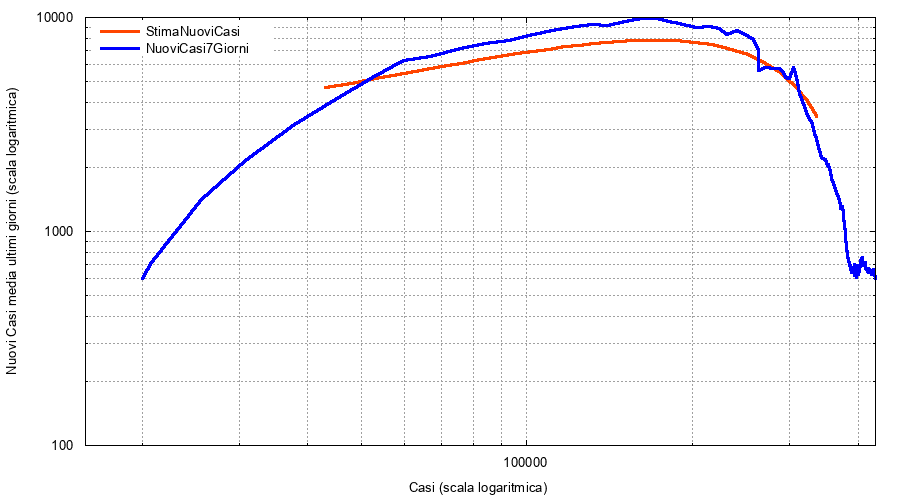 10000
StimaNuoviCasi
NuoviCasi7Giorni
1000
100
Nuovi Casi media ultimi giorni (scala logaritmica)
100000
Casi (scala logaritmica)